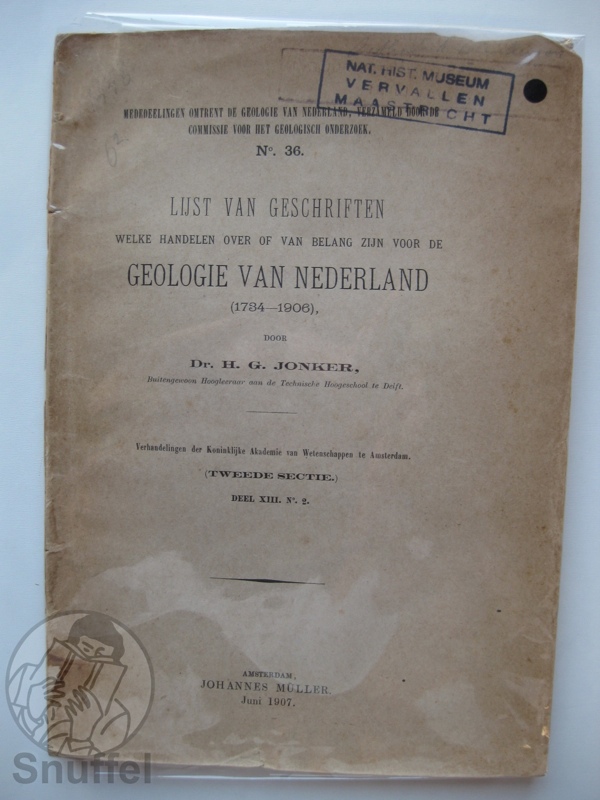 NAT. HIST. MUSEUM
VERVALLEN
MAASTRICHT
MEDEDEELINGEN OMTRENT DE GEOLOGIE VAN NEDERLAND, VERZAMELD DOOR DE
COMMISSIE VOOR HET GEOLOGISCH ONDERZOEK.
No. 36.
LIJST VAN GESCHRIFTEN
WELKE HANDELEN OVER OF VAN BELANG ZIJN VOOR DE
GEOLOGIE VAN NEDERLAND
(1734—1906),
DOOR
Dr. H. G. JONKER,
Buitengewoon Hoogleeraar aan de Technische Hoogeschool te Delft.
Verhandelingen der Koninklijke Akademie van Wetenschappen te Amsterdam.
(TWEEDE SECTIE.)
DEEL XIII. No. 2.
AMSTERDAM,
JOHANNES MÜLLER.
Juni 1907.
Snuffel